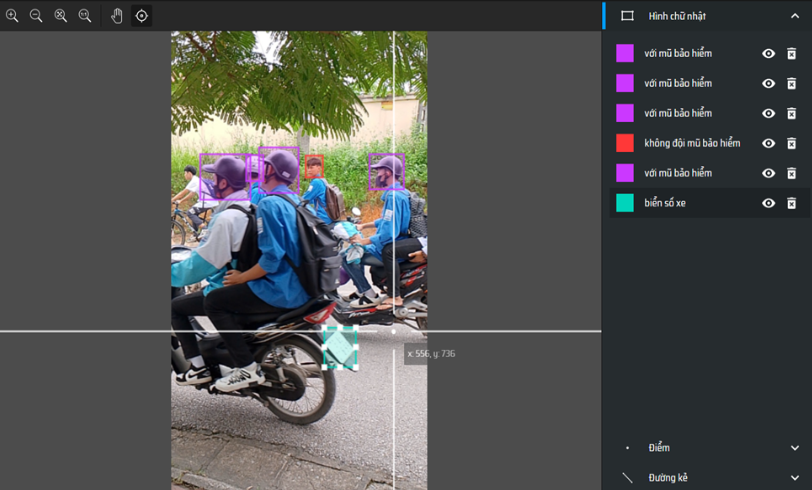 Hình chữ nhật
với mũ bảo hiểm
với mũ bảo hiểm
với mũ bảo hiểm
không đội mũ bảo hiểm
với mũ bảo hiểm
biển số xe
x: 556, y: 736
Điểm
Đường kẻ